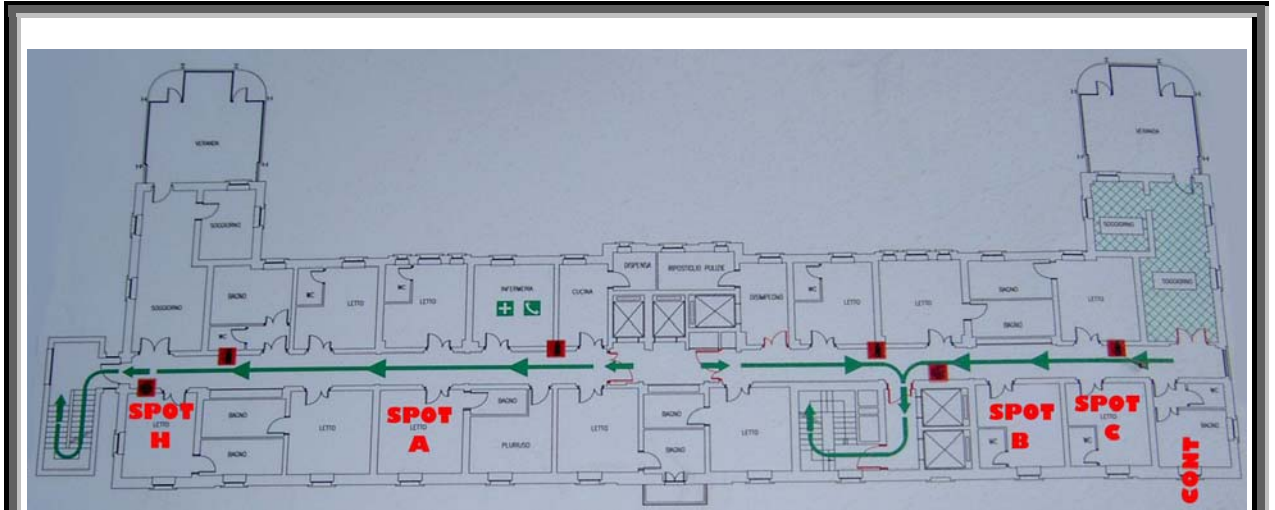 VERANDA
VERANDA
SOGGIORNO
SOGGIORNO
DISPENSA
RIPOSTIGLIO PULIZIE
INFERMERIA
CUCINA
DISIMPEGNO
SOGGIORNO
SOGGIORNO
BAGNO
WC
LETTO
WC
LETTO
WC
LETTO
LETTO
BAGNO
BAGNO
LETTO
WC
SPOT
H
LETTO
BAGNO
BAGNO
LETTO
SPOT
A
LETTO
BAGNO
PLURIUSO
LETTO
BAGNO
BAGNO
LETTO
SPOT
B
WC
SPOT
C
LETTO
WC
WC
BAGNO
CONT